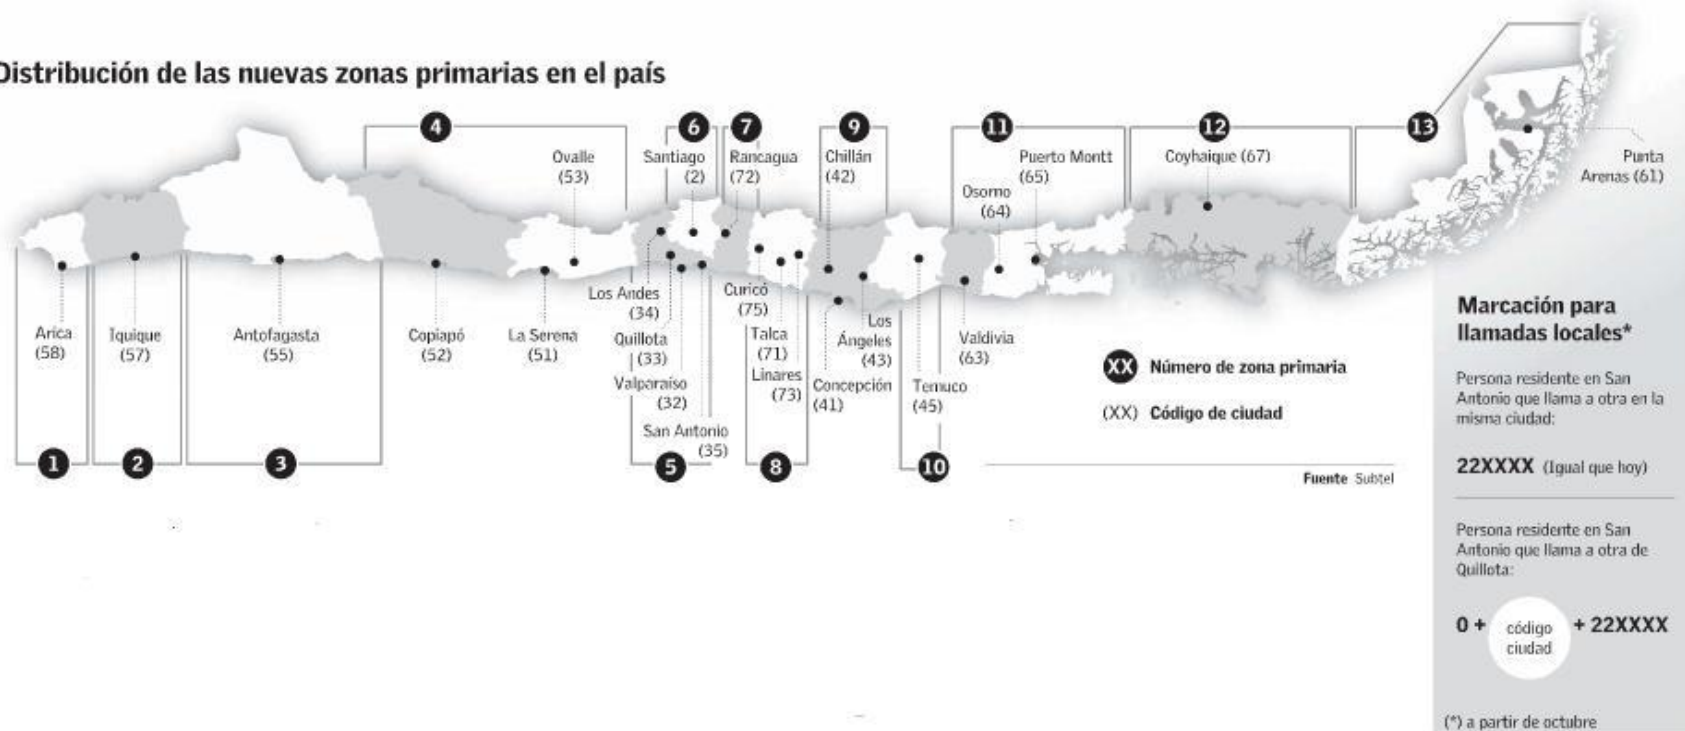 Distribución de las nuevas zonas primarias en el país
4
6
7
9
11
12
13
Ovalle
(53)
Santiago
(2)
Rancagua
(72)
Chillán
(42)
Osorno
(64)
Puerto Montt
(65)
Coyhaique (67)
Punta
Arenas (61)
Arica
(58)
Iquique
(57)
Antofagasta
(55)
Copiapó
(52)
La Serena
(51)
Los Andes
(34)
Quillota
(33)
Valparaíso
(32)
San Antonio
(35)
Curicó
(75)
Talca
(71)
Linares
(73)
Concepción
(41)
Los
Ángeles
(43)
Temuco
(45)
Valdivia
(63)
1
2
3
5
8
10
XX Número de zona primaria
(XX) Código de ciudad
Fuente Subtel
Marcación para
llamadas locales*
Persona residente en San
Antonio que llama a otra en la
misma ciudad:
22XXXX (Igual que hoy)
Persona residente en San
Antonio que llama a otra de
Quillota:
0 + código
ciudad + 22XXXX
(*) a partir de octubre